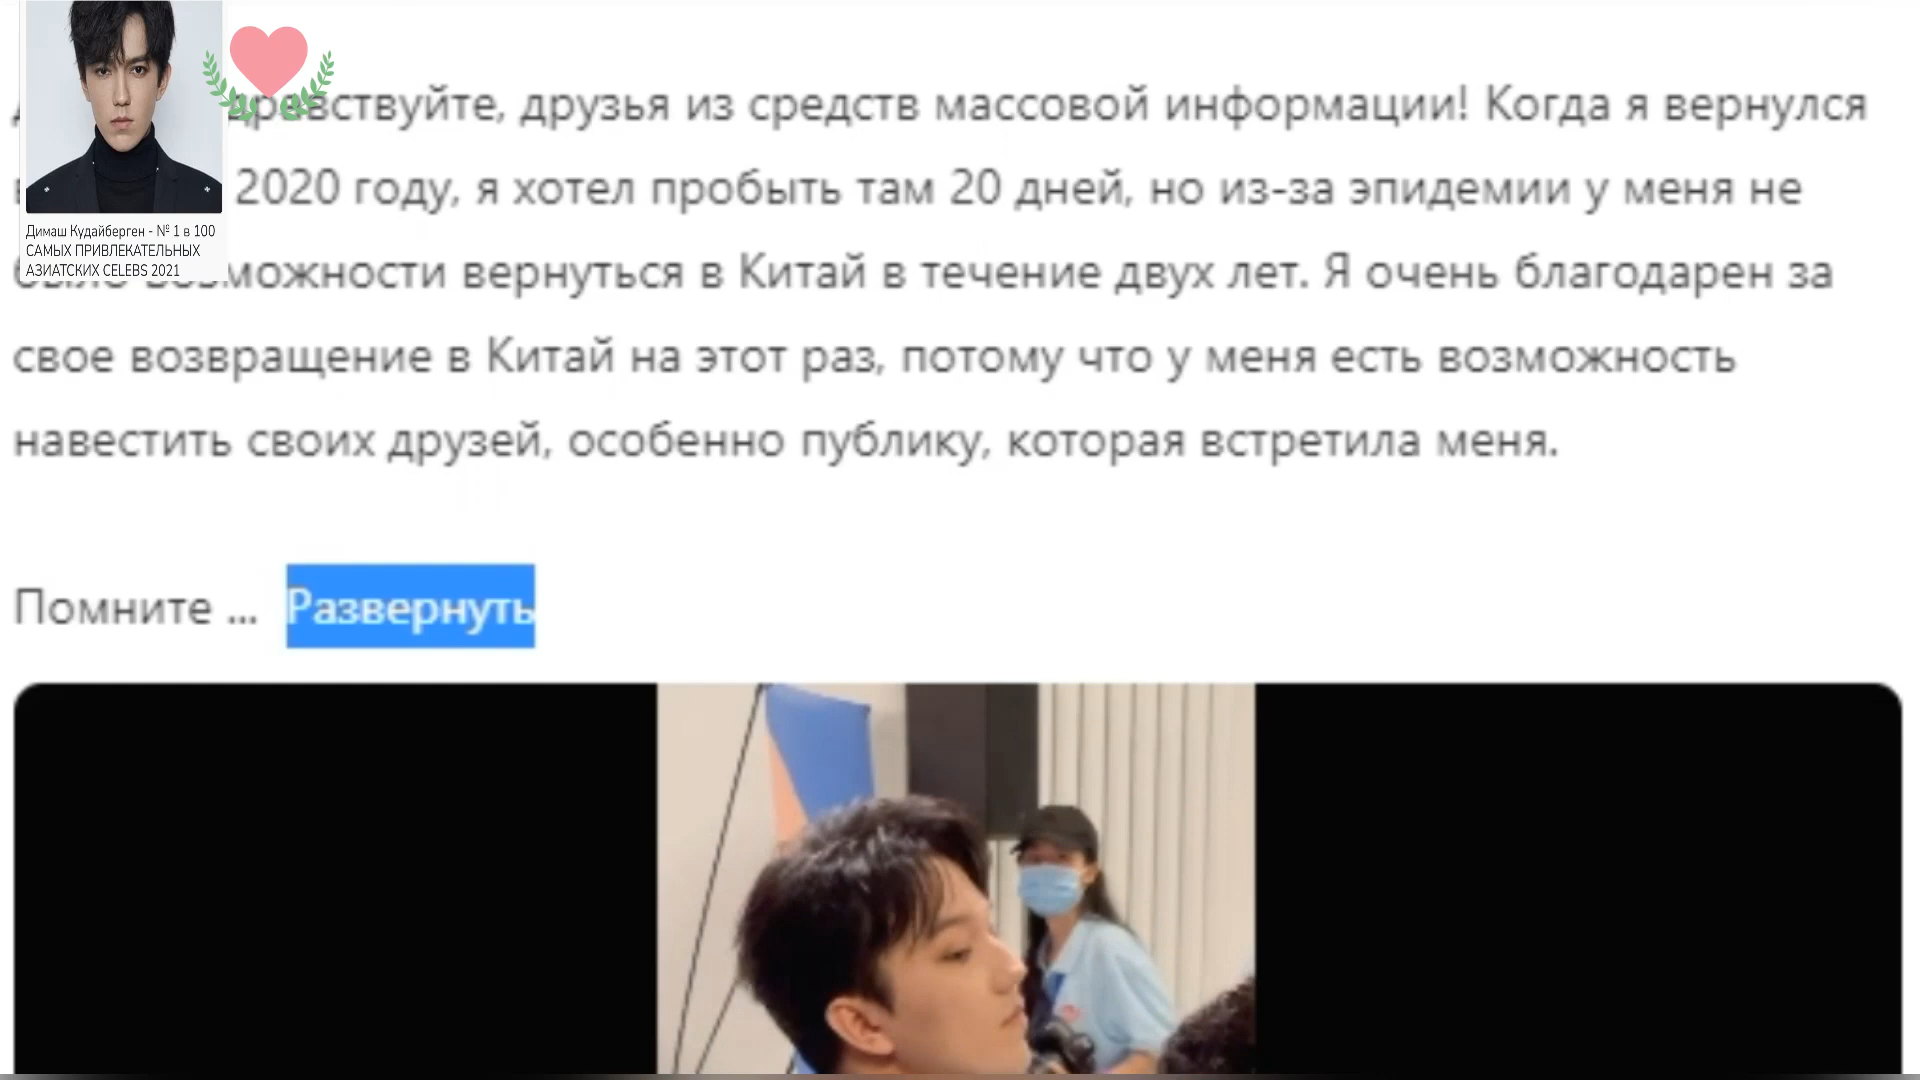 Димаш Кудайберген - № 1 в 100
САМЫХ ПРИВЛЕКАТЕЛЬНЫХ
АЗИАТСКИХ CELEBS 2021
друзья из средств массовой информации! Когда я вернулся
2020 году, я хотел пробыть там 20 дней, но из-за эпидемии у меня не
было возможности вернуться в Китай в течение двух лет. Я очень благодарен за
свое возвращение в Китай на этот раз, потому что у меня есть возможность
навестить своих друзей, особенно публику, которая встретила меня.
Помните ... Развернуть